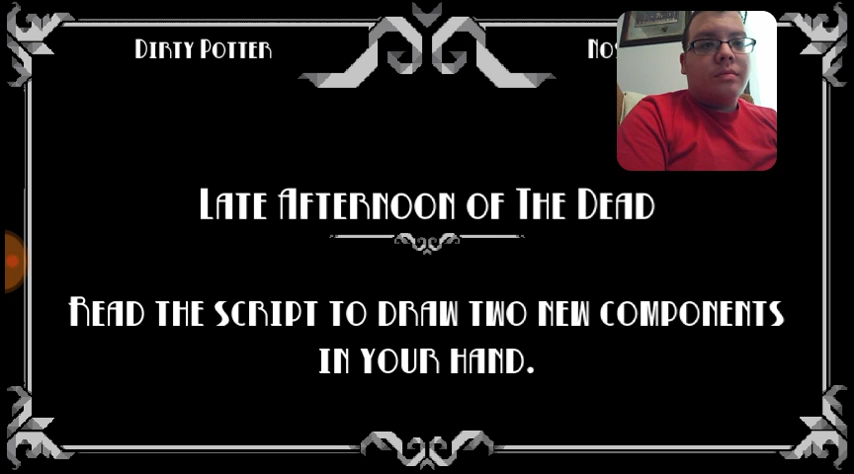 Dirty Potter
Late Afternoon of The Dead
Read the script to draw two new components
in your hand.